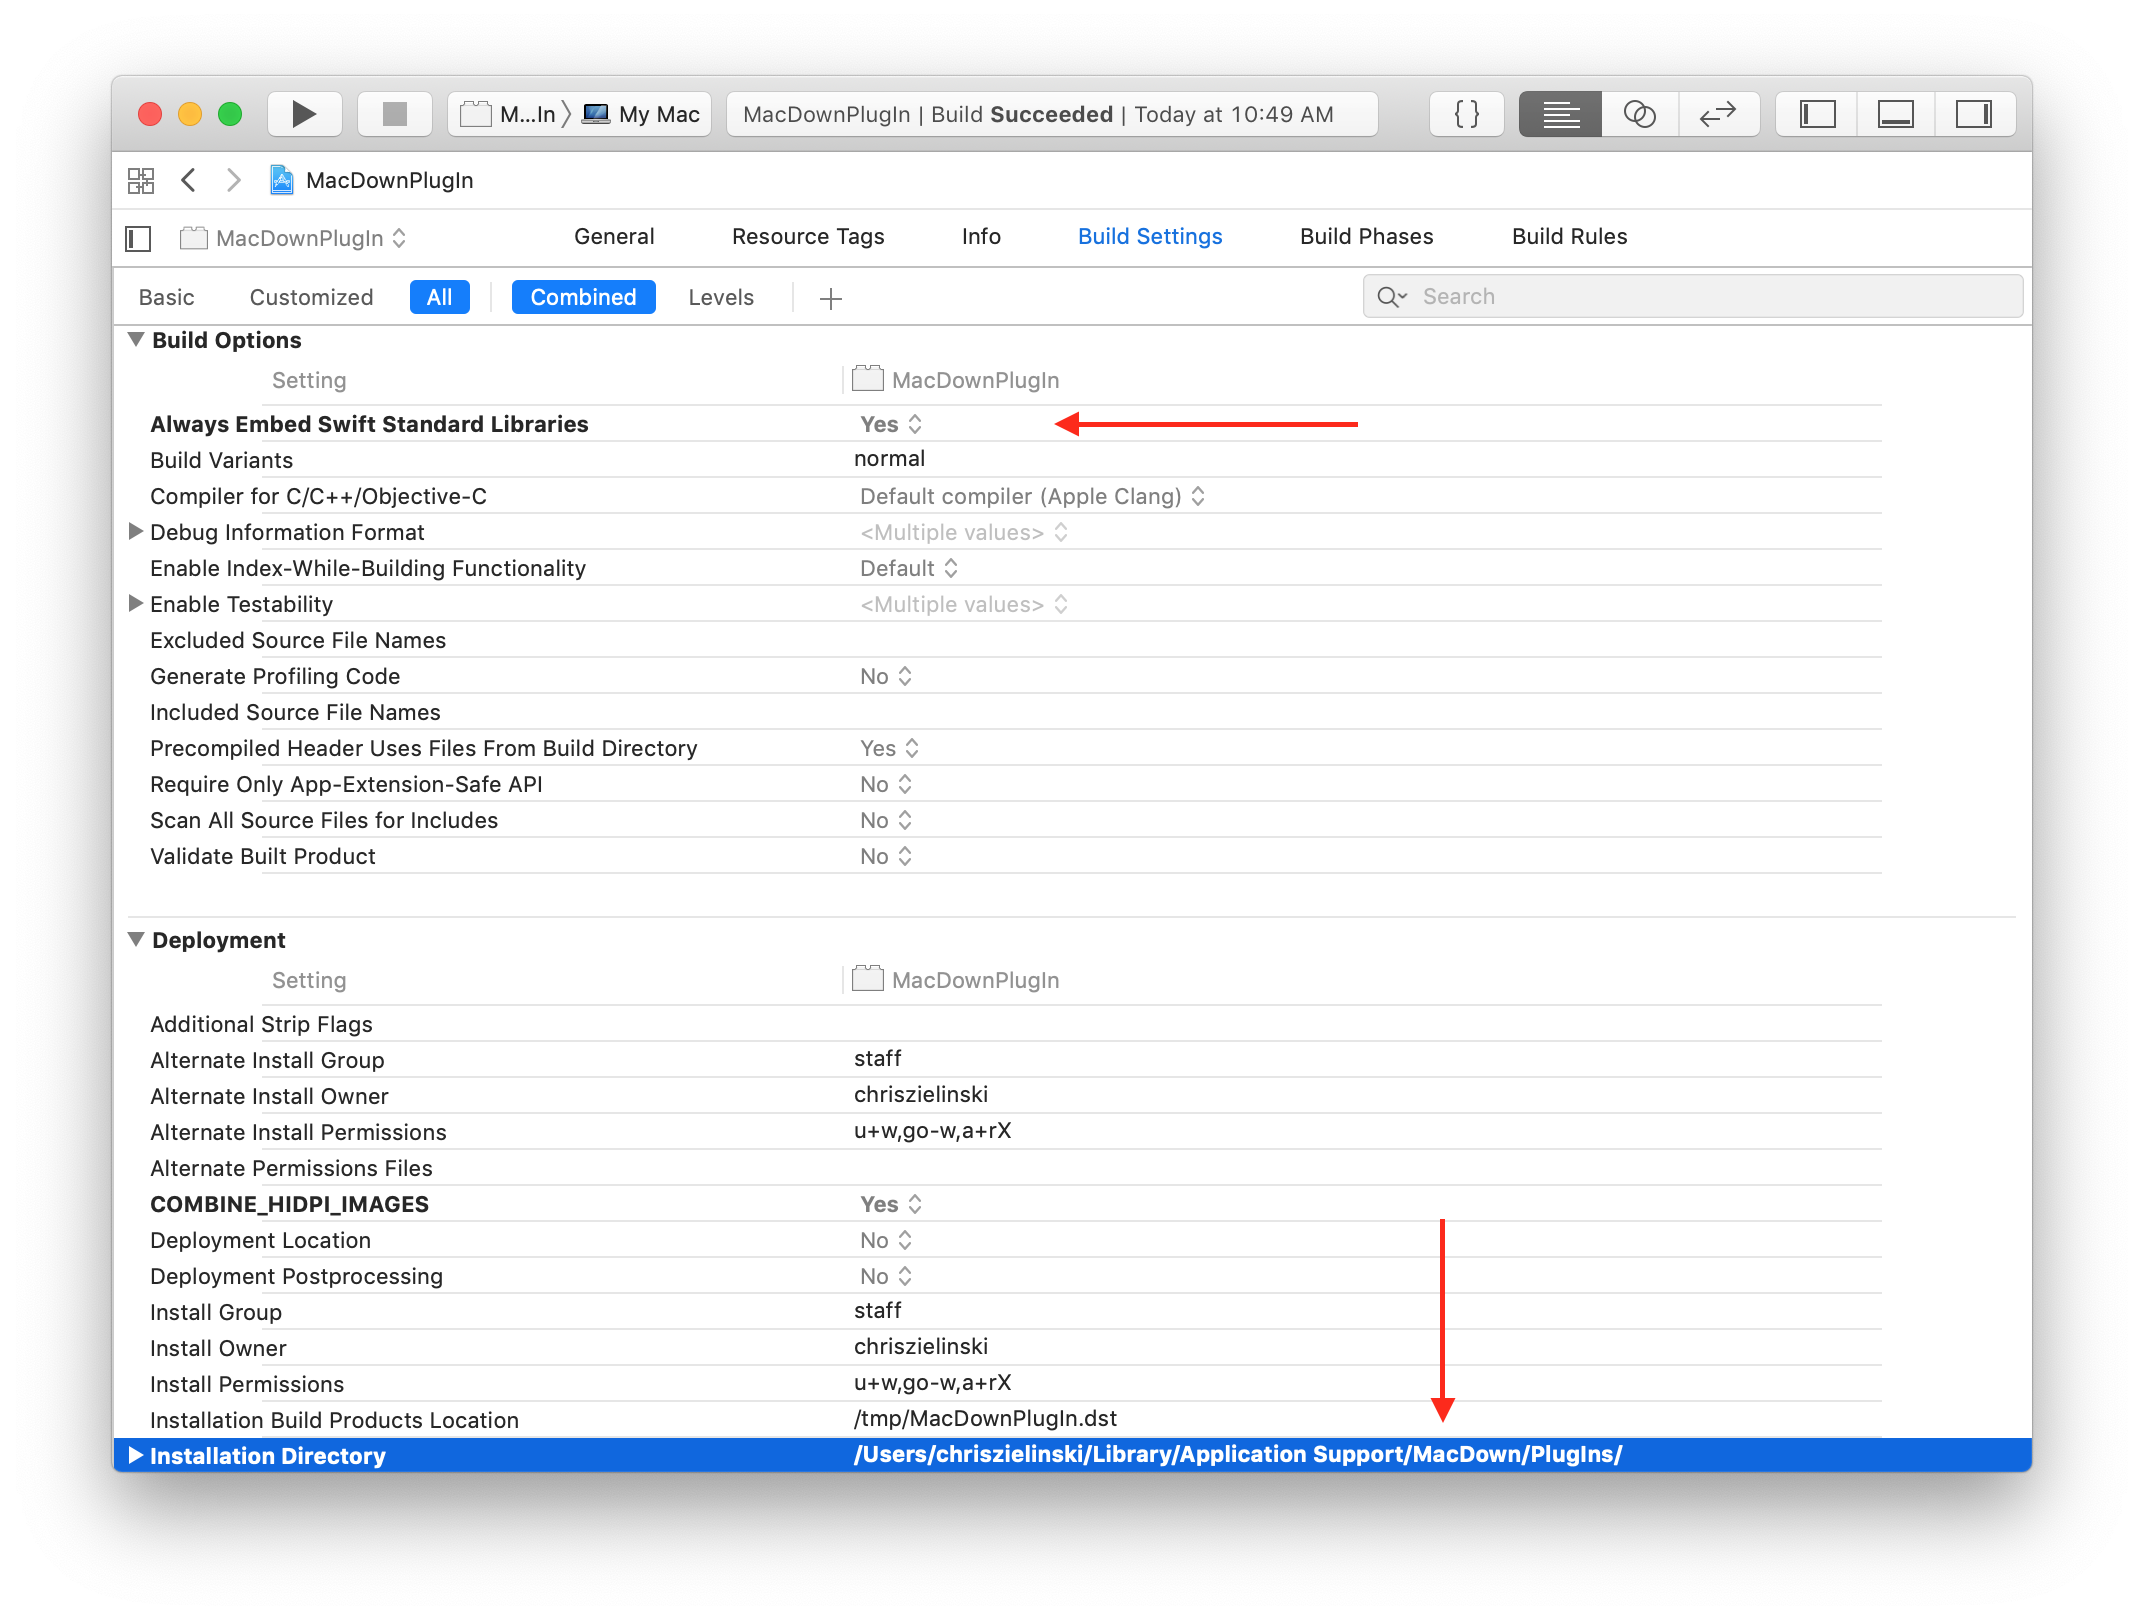 M...In My Mac MacDownPlugIn | Build Succeeded | Today at 10:49 AM { }
MacDownPlugIn
MacDownPlugIn General Resource Tags Info Build Settings Build Phases Build Rules
Basic Customized All Combined Levels + Search
Build Options
Setting MacDownPlugIn
Always Embed Swift Standard Libraries Yes
Build Variants normal
Compiler for C/C++/Objective-C Default compiler (Apple Clang)
Debug Information Format <Multiple values>
Enable Index-While-Building Functionality Default
Enable Testability <Multiple values>
Excluded Source File Names
Generate Profiling Code No
Included Source File Names
Precompiled Header Uses Files From Build Directory Yes
Require Only App-Extension-Safe API No
Scan All Source Files for Includes No
Validate Built Product No
Deployment
Setting MacDownPlugIn
Additional Strip Flags
Alternate Install Group staff
Alternate Install Owner chriszielinski
Alternate Install Permissions u+w,go-w,a+rX
Alternate Permissions Files
COMBINE_HIDPI_IMAGES Yes
Deployment Location No
Deployment Postprocessing No
Install Group staff
Install Owner chriszielinski
Install Permissions u+w,go-w,a+rX
Installation Build Products Location /tmp/MacDownPlugIn.dst
Installation Directory /Users/chriszielinski/Library/Application Support/MacDown/PlugIns/